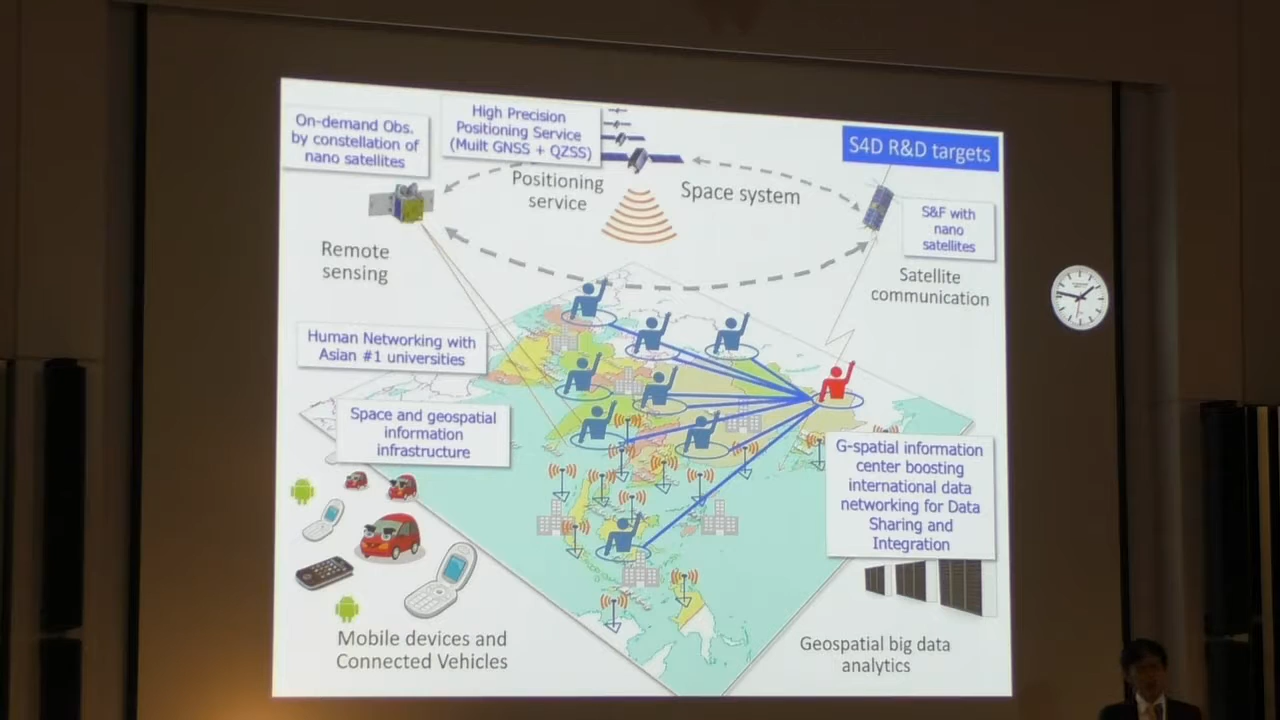 On-demand Obs.
by constellation of
nano satellites
High Precision
Positioning Service
(Muilt GNSS + QZSS)
S4D R&D targets
Positioning
service
Space system
S&F with
nano
satellites
Remote
sensing
Satellite
communication
Human Networking with
Asian #1 universities
Space and geospatial
information
infrastructure
G-spatial information
center boosting
international data
networking for Data
Sharing and
Integration
Mobile devices and
Connected Vehicles
Geospatial big data
analytics